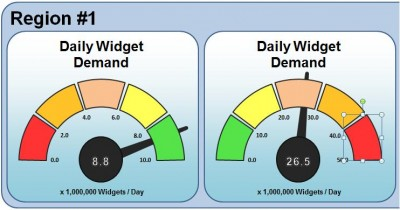 Region #1
Daily Widget
Demand
0.0
2.0
4.0
6.0
8.0
10.0
8.8
x 1,000,000 Widgets / Day
Daily Widget
Demand
0.0
10.0
20.0
30.0
40.0
26.5
x 1,000,000 Widgets / Day